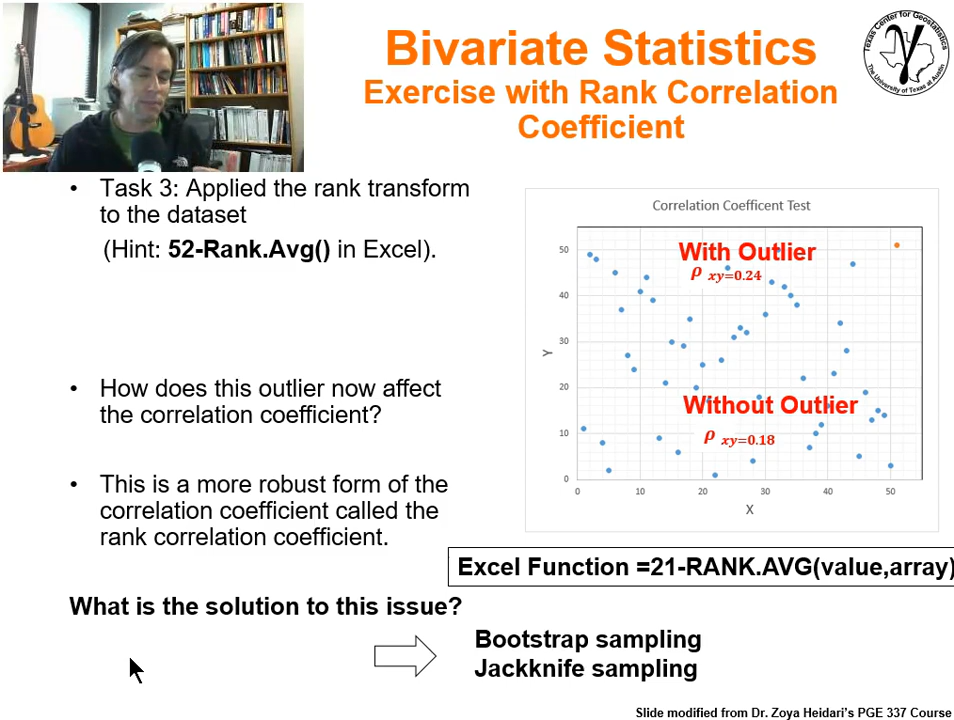 Bivariate Statistics
Exercise with Rank Correlation
Coefficient
Texas Center for Geostatistics
The University of Texas at Austin
• Task 3: Applied the rank transform
to the dataset
(Hint: 52-Rank.Avg() in Excel).
• How does this outlier now affect
the correlation coefficient?
• This is a more robust form of the
correlation coefficient called the
rank correlation coefficient.
Correlation Coefficent Test
With Outlier
ρ xy=0.24
Without Outlier
ρ xy=0.18
50
40
30
20
10
0
Y
0 10 20 30 40 50
X
Excel Function =21-RANK.AVG(value,array)
What is the solution to this issue?
Bootstrap sampling
Jackknife sampling
Slide modified from Dr. Zoya Heidari's PGE 337 Course